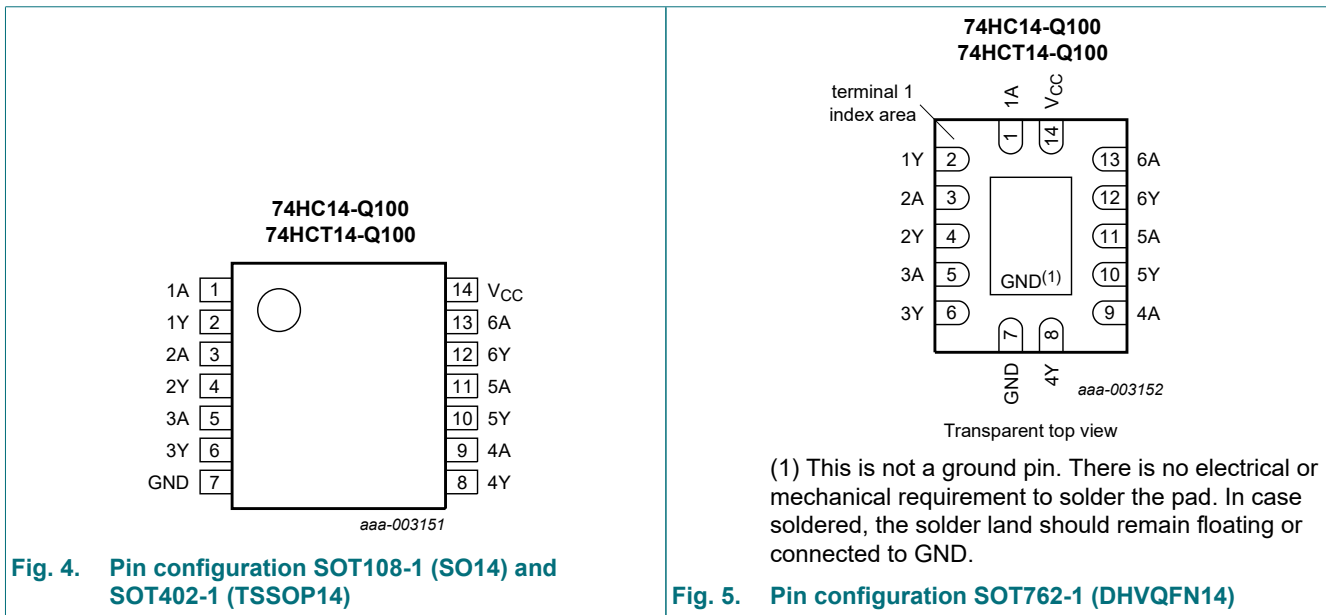 74HC14-Q100
74HCT14-Q100
1A 1
1Y 2
2A 3
2Y 4
3A 5
3Y 6
GND 7
14 VCC
13 6A
12 6Y
11 5A
10 5Y
9 4A
8 4Y
aaa-003151
Fig. 4. Pin configuration SOT108-1 (SO14) and
SOT402-1 (TSSOP14)
74HC14-Q100
74HCT14-Q100
terminal 1
index area
1A
VCC
1
14
1Y 2
2A 3
2Y 4
3A 5
3Y 6
13 6A
12 6Y
11 5A
10 5Y
9 4A
GND(1)
7
8
GND
4Y
aaa-003152
Transparent top view
(1) This is not a ground pin. There is no electrical or
mechanical requirement to solder the pad. In case
soldered, the solder land should remain floating or
connected to GND.
Fig. 5. Pin configuration SOT762-1 (DHVQFN14)